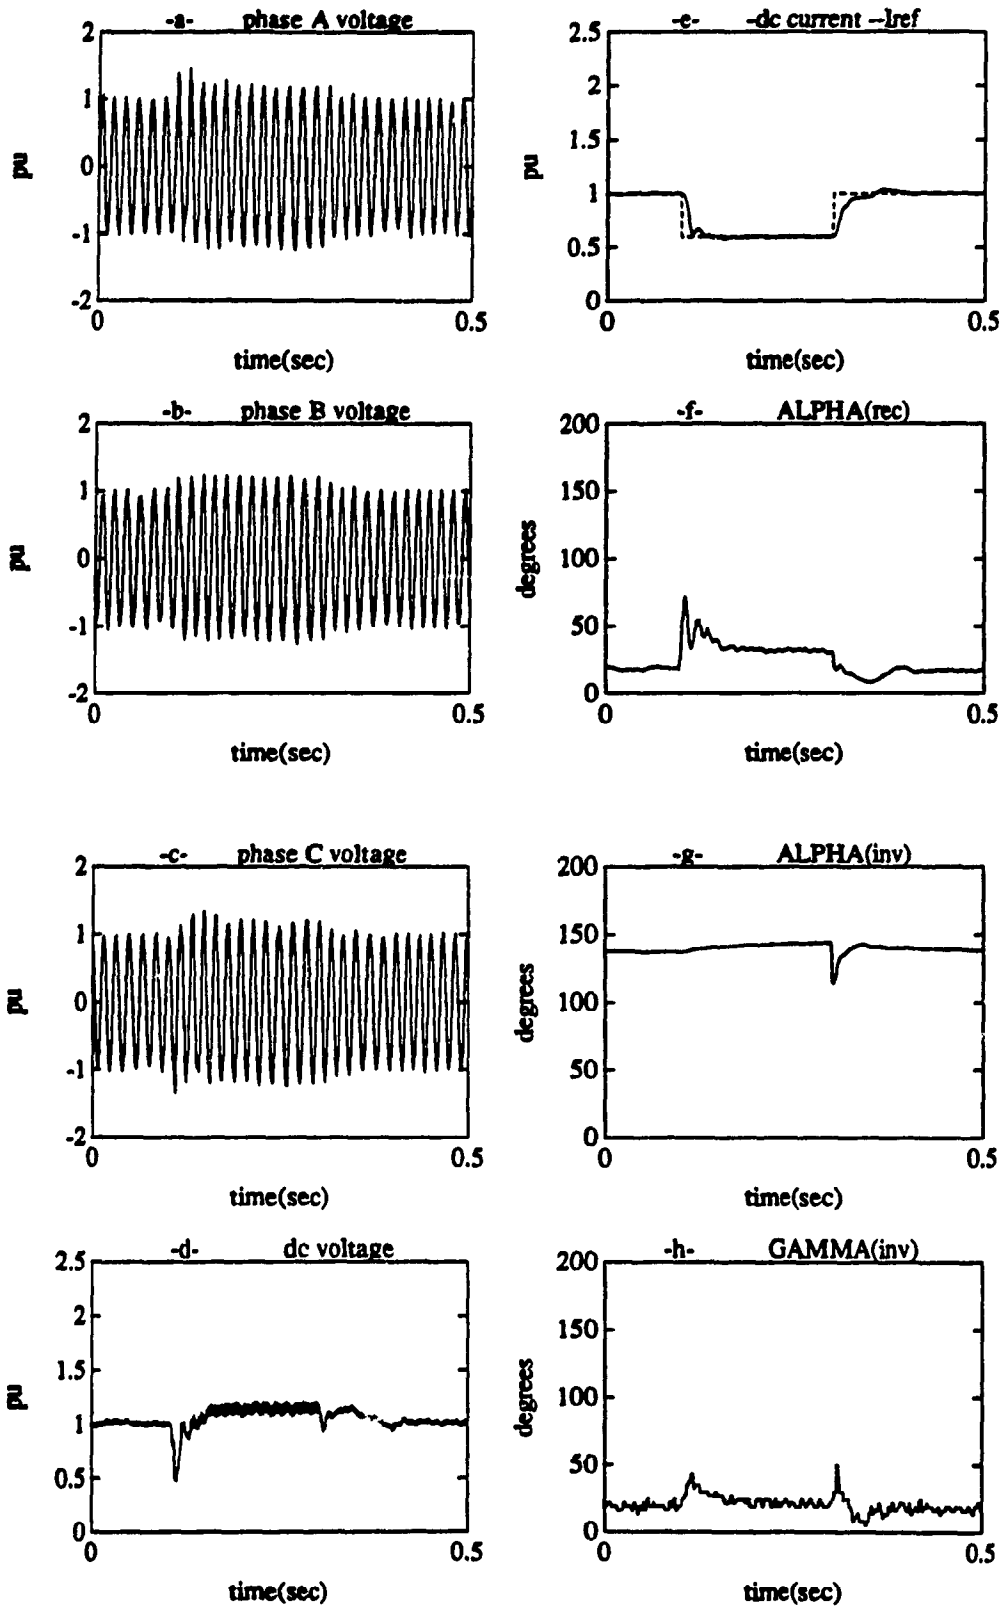 -a- phase A voltage
2
1
0
-1
-2
pu
0
0.5
time(sec)
-e- -dc current --Iref
2.5
2
1.5
1
0.5
0
pu
0
0.5
time(sec)
-b- phase B voltage
2
1
0
-1
-2
pu
0
0.5
time(sec)
-f- ALPHA(rec)
200
150
100
50
0
degrees
0
0.5
time(sec)
-c- phase C voltage
2
1
0
-1
-2
pu
0
0.5
time(sec)
-g- ALPHA(inv)
200
150
100
50
0
degrees
0
0.5
time(sec)
-d- dc voltage
2.5
2
1.5
1
0.5
0
pu
0
0.5
time(sec)
-h- GAMMA(inv)
200
150
100
50
0
degrees
0
0.5
time(sec)